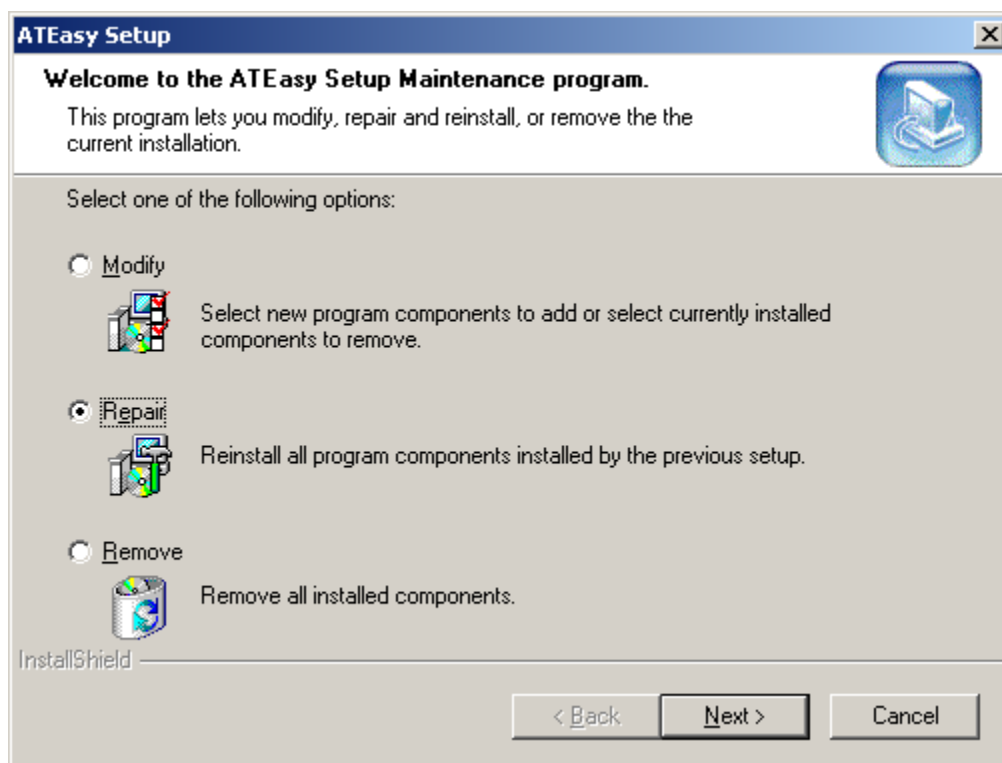 ATEasy Setup
Welcome to the ATEasy Setup Maintenance program.
This program lets you modify, repair and reinstall, or remove the the
current installation.
Select one of the following options:
Modify
Select new program components to add or select currently installed
components to remove.
Repair
Reinstall all program components installed by the previous setup.
Remove
Remove all installed components.
InstallShield
< Back
Next >
Cancel